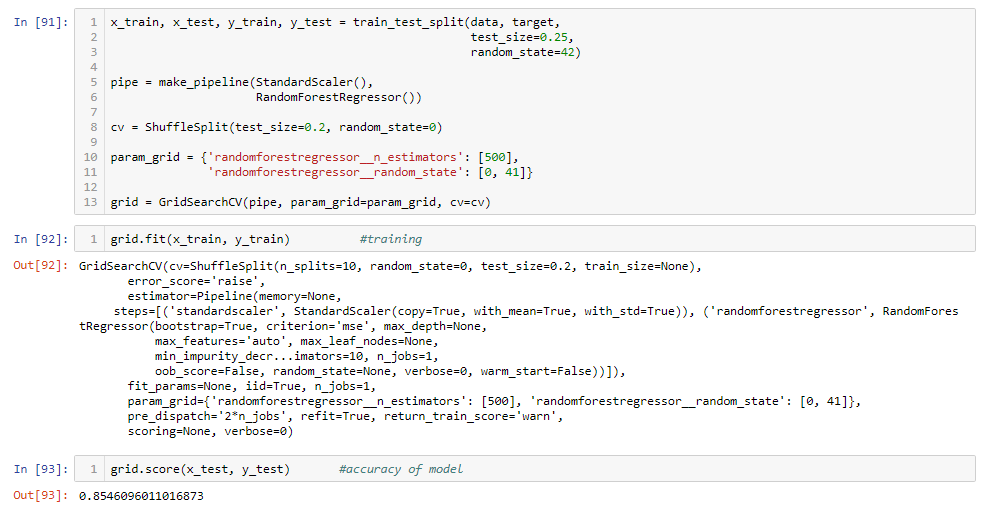 In [91]:
1 x_train, x_test, y_train, y_test = train_test_split(data, target,
2 test_size=0.25,
3 random_state=42)
4
5 pipe = make_pipeline(StandardScaler(),
6 RandomForestRegressor())
7
8 cv = ShuffleSplit(test_size=0.2, random_state=0)
9
10 param_grid = {'randomforestregressor__n_estimators': [500],
11 'randomforestregressor__random_state': [0, 41]}
12
13 grid = GridSearchCV(pipe, param_grid=param_grid, cv=cv)
In [92]: 1 grid.fit(x_train, y_train) #training
Out[92]: GridSearchCV(cv=ShuffleSplit(n_splits=10, random_state=0, test_size=0.2, train_size=None),
error_score='raise',
estimator=Pipeline(memory=None,
steps=[('standardscaler', StandardScaler(copy=True, with_mean=True, with_std=True)), ('randomforestregressor', RandomFores
tRegressor(bootstrap=True, criterion='mse', max_depth=None,
max_features='auto', max_leaf_nodes=None,
min_impurity_decr...imators=10, n_jobs=1,
oob_score=False, random_state=None, verbose=0, warm_start=False))]),
fit_params=None, iid=True, n_jobs=1,
param_grid={'randomforestregressor__n_estimators': [500], 'randomforestregressor__random_state': [0, 41]},
pre_dispatch='2*n_jobs', refit=True, return_train_score='warn',
scoring=None, verbose=0)
In [93]: 1 grid.score(x_test, y_test) #accuracy of model
Out[93]: 0.8546096011016873